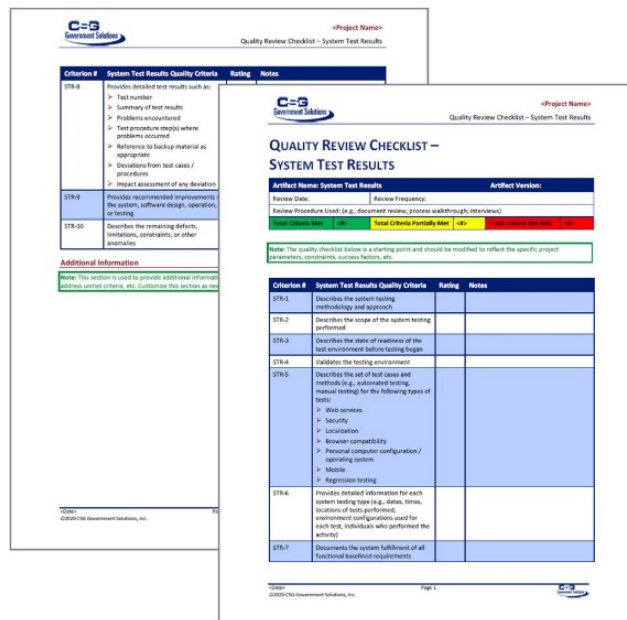 CSG
Government Solutions
<Project Name>
Quality Review Checklist – System Test Results
Criterion # System Test Results Quality Criteria Rating Notes
STR-8 Provides detailed test results such as:
➤ Test number
➤ Summary of test results
➤ Problems encountered
➤ Test procedure step(s) where
problems occurred
➤ Reference to backup material as
appropriate
➤ Deviations from test cases /
procedures
➤ Impact assessment of any deviation
STR-9 Provides recommended improvements
the system, software design, operation,
or testing
STR-10 Describes the remaining defects,
limitations, constraints, or other
anomalies
Additional Information
Note: This section is used to provide additional
address unmet criteria, etc. Customize this section as
<Date>
©2020 CSG Government Solutions, Inc.
CSG
Government Solutions
<Project Name>
Quality Review Checklist – System Test Results
QUALITY REVIEW CHECKLIST –
SYSTEM TEST RESULTS
Artifact Name: System Test Results Artifact Version:
Review Date: Review Frequency:
Review Procedure Used: (e.g., document review; process walkthrough; interviews)
Total Criteria Met <#> Total Criteria Partially Met <#> Total Criteria Not Met <#>
Note: The quality checklist below is a starting point and should be modified to reflect the specific project
parameters, constraints, success factors, etc.
Criterion # System Test Results Quality Criteria Rating Notes
STR-1 Describes the system testing
methodology and approach
STR-2 Describes the scope of the system testing
performed
STR-3 Describes the state of readiness of the
test environment before testing began
STR-4 Validates the testing environment
STR-5 Describes the set of test cases and
methods (e.g., automated testing,
manual testing) for the following types of
tests:
➤ Web services
➤ Security
➤ Localization
➤ Browser compatibility
➤ Personal computer configuration /
operating system
➤ Mobile
➤ Regression testing
STR-6 Provides detailed information for each
system testing type (e.g., dates, times,
locations of tests performed,
environment configurations used for
each test, individuals who performed the
activity)
STR-7 Documents the system fulfillment of all
functional baselined requirements
<Date> Page 1
©2020 CSG Government Solutions, Inc.
CSG
Government Solutions